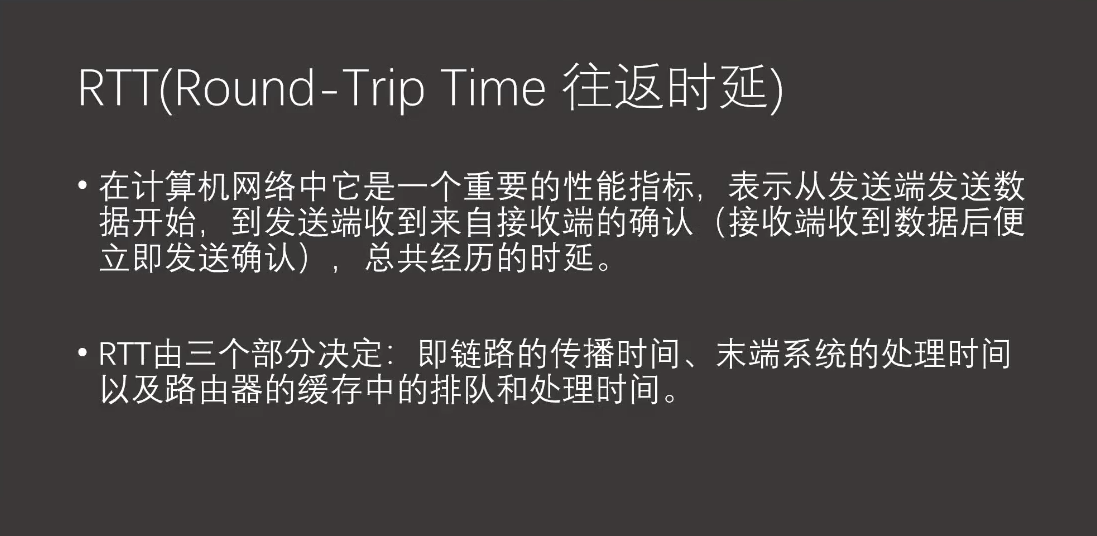 RTT(Round-Trip Time 往返时延)
• 在计算机网络中它是一个重要的性能指标，表示从发送端发送数
据开始，到发送端收到来自接收端的确认（接收端收到数据后便
立即发送确认），总共经历的时延。
• RTT由三个部分决定：即链路的传播时间、末端系统的处理时间
以及路由器的缓存中的排队和处理时间。